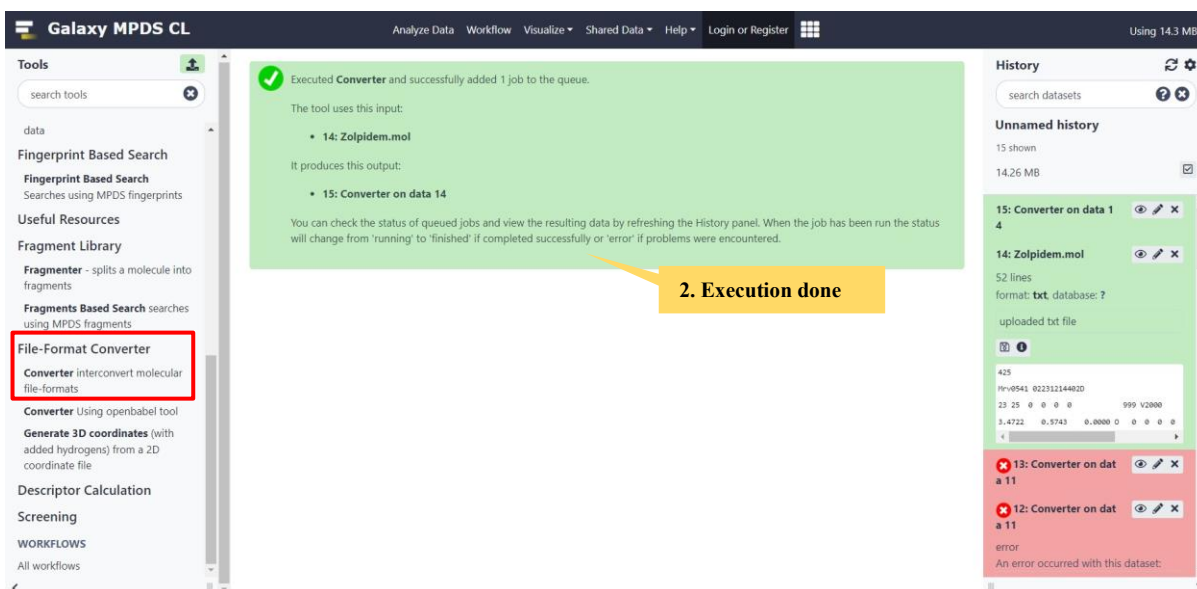 Galaxy MPDS CL
Analyze Data Workflow Visualize Shared Data Help Login or Register
Using 14.3 MB
Tools
search tools
data
Fingerprint Based Search
Fingerprint Based Search
Searches using MPDS fingerprints
Useful Resources
Fragment Library
Fragmenter - splits a molecule into
fragments
Fragments Based Search searches
using MPDS fragments
File-Format Converter
Converter interconvert molecular
file-formats
Converter Using openbabel tool
Generate 3D coordinates (with
added hydrogens) from a 2D
coordinate file
Descriptor Calculation
Screening
WORKFLOWS
All workflows
Executed Converter and successfully added 1 job to the queue.
The tool uses this input:
• 14: Zolpidem.mol
It produces this output:
• 15: Converter on data 14
You can check the status of queued jobs and view the resulting data by refreshing the History panel. When the job has been run the status
will change from 'running' to 'finished' if completed successfully or 'error' if problems were encountered.
2. Execution done
History
search datasets
Unnamed history
15 shown
14.26 MB
15: Converter on data 1
4
14: Zolpidem.mol
52 lines
format: txt, database: ?
uploaded txt file
425
Mrv0541 02231214402D
23 25 0 0 0 0 999 V2000
3.4722 0.5743 0.0000 O 0 0 0 0
13: Converter on dat
a 11
12: Converter on dat
a 11
error
An error occurred with this dataset: